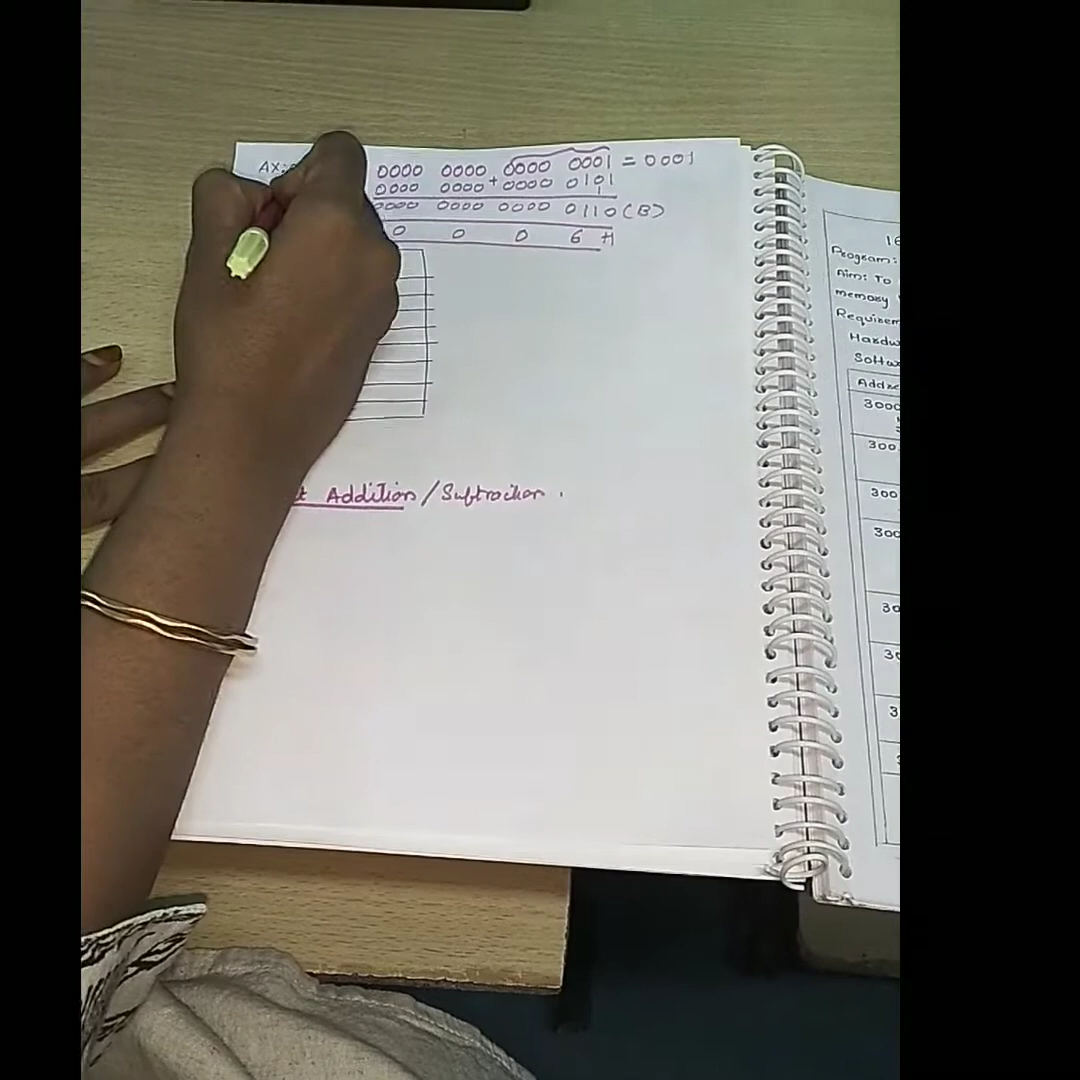 AX:
0000 0000 0000 0001 = 0001
0000 0000 + 0000 0101
0000 0000 0000 0110 (B)
0 0 0 6 H
Addition / Subtraction .
16
Program:
Aim: To
memory
Requirem
Hardw
Softw
Addre
3000
300
300
300
30
30
3
3